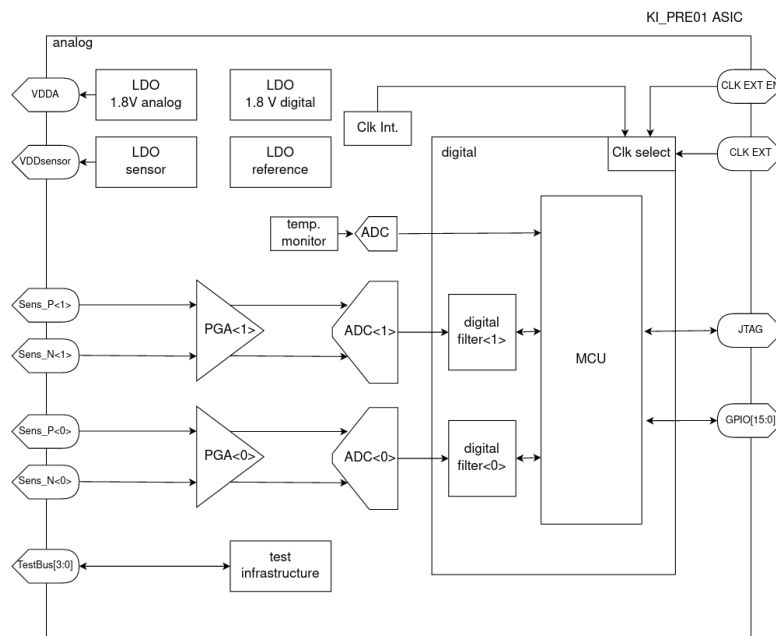 KI_PRE01 ASIC
analog
VDDA
LDO
1.8V analog
LDO
1.8 V digital
CLK EXT EN
Clk Int.
VDDsensor
LDO
sensor
LDO
reference
digital
Clk select
CLK EXT
temp.
monitor
ADC
Sens_P<1>
Sens_N<1>
PGA<1>
ADC<1>
digital
filter<1>
MCU
JTAG
GPIO[15:0]
Sens_P<0>
Sens_N<0>
PGA<0>
ADC<0>
digital
filter<0>
TestBus[3:0]
test
infrastructure